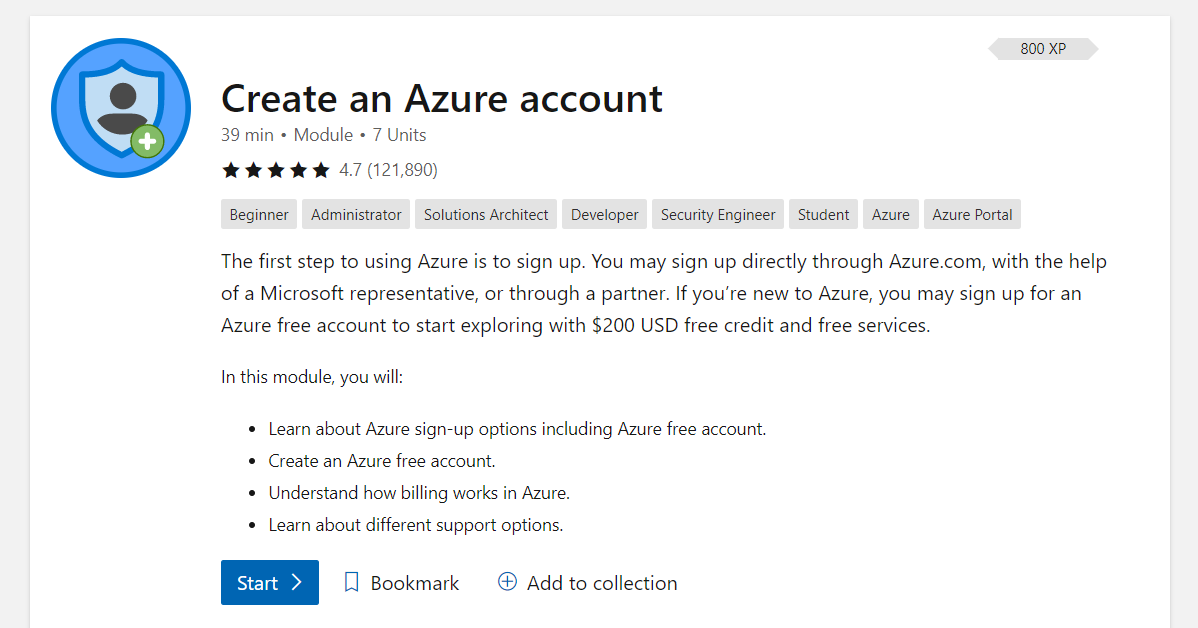 800 XP
Create an Azure account
39 min • Module • 7 Units
4.7 (121,890)
Beginner Administrator Solutions Architect Developer Security Engineer Student Azure Azure Portal
The first step to using Azure is to sign up. You may sign up directly through Azure.com, with the help
of a Microsoft representative, or through a partner. If you’re new to Azure, you may sign up for an
Azure free account to start exploring with $200 USD free credit and free services.
In this module, you will:
• Learn about Azure sign-up options including Azure free account.
• Create an Azure free account.
• Understand how billing works in Azure.
• Learn about different support options.
Start Bookmark Add to collection